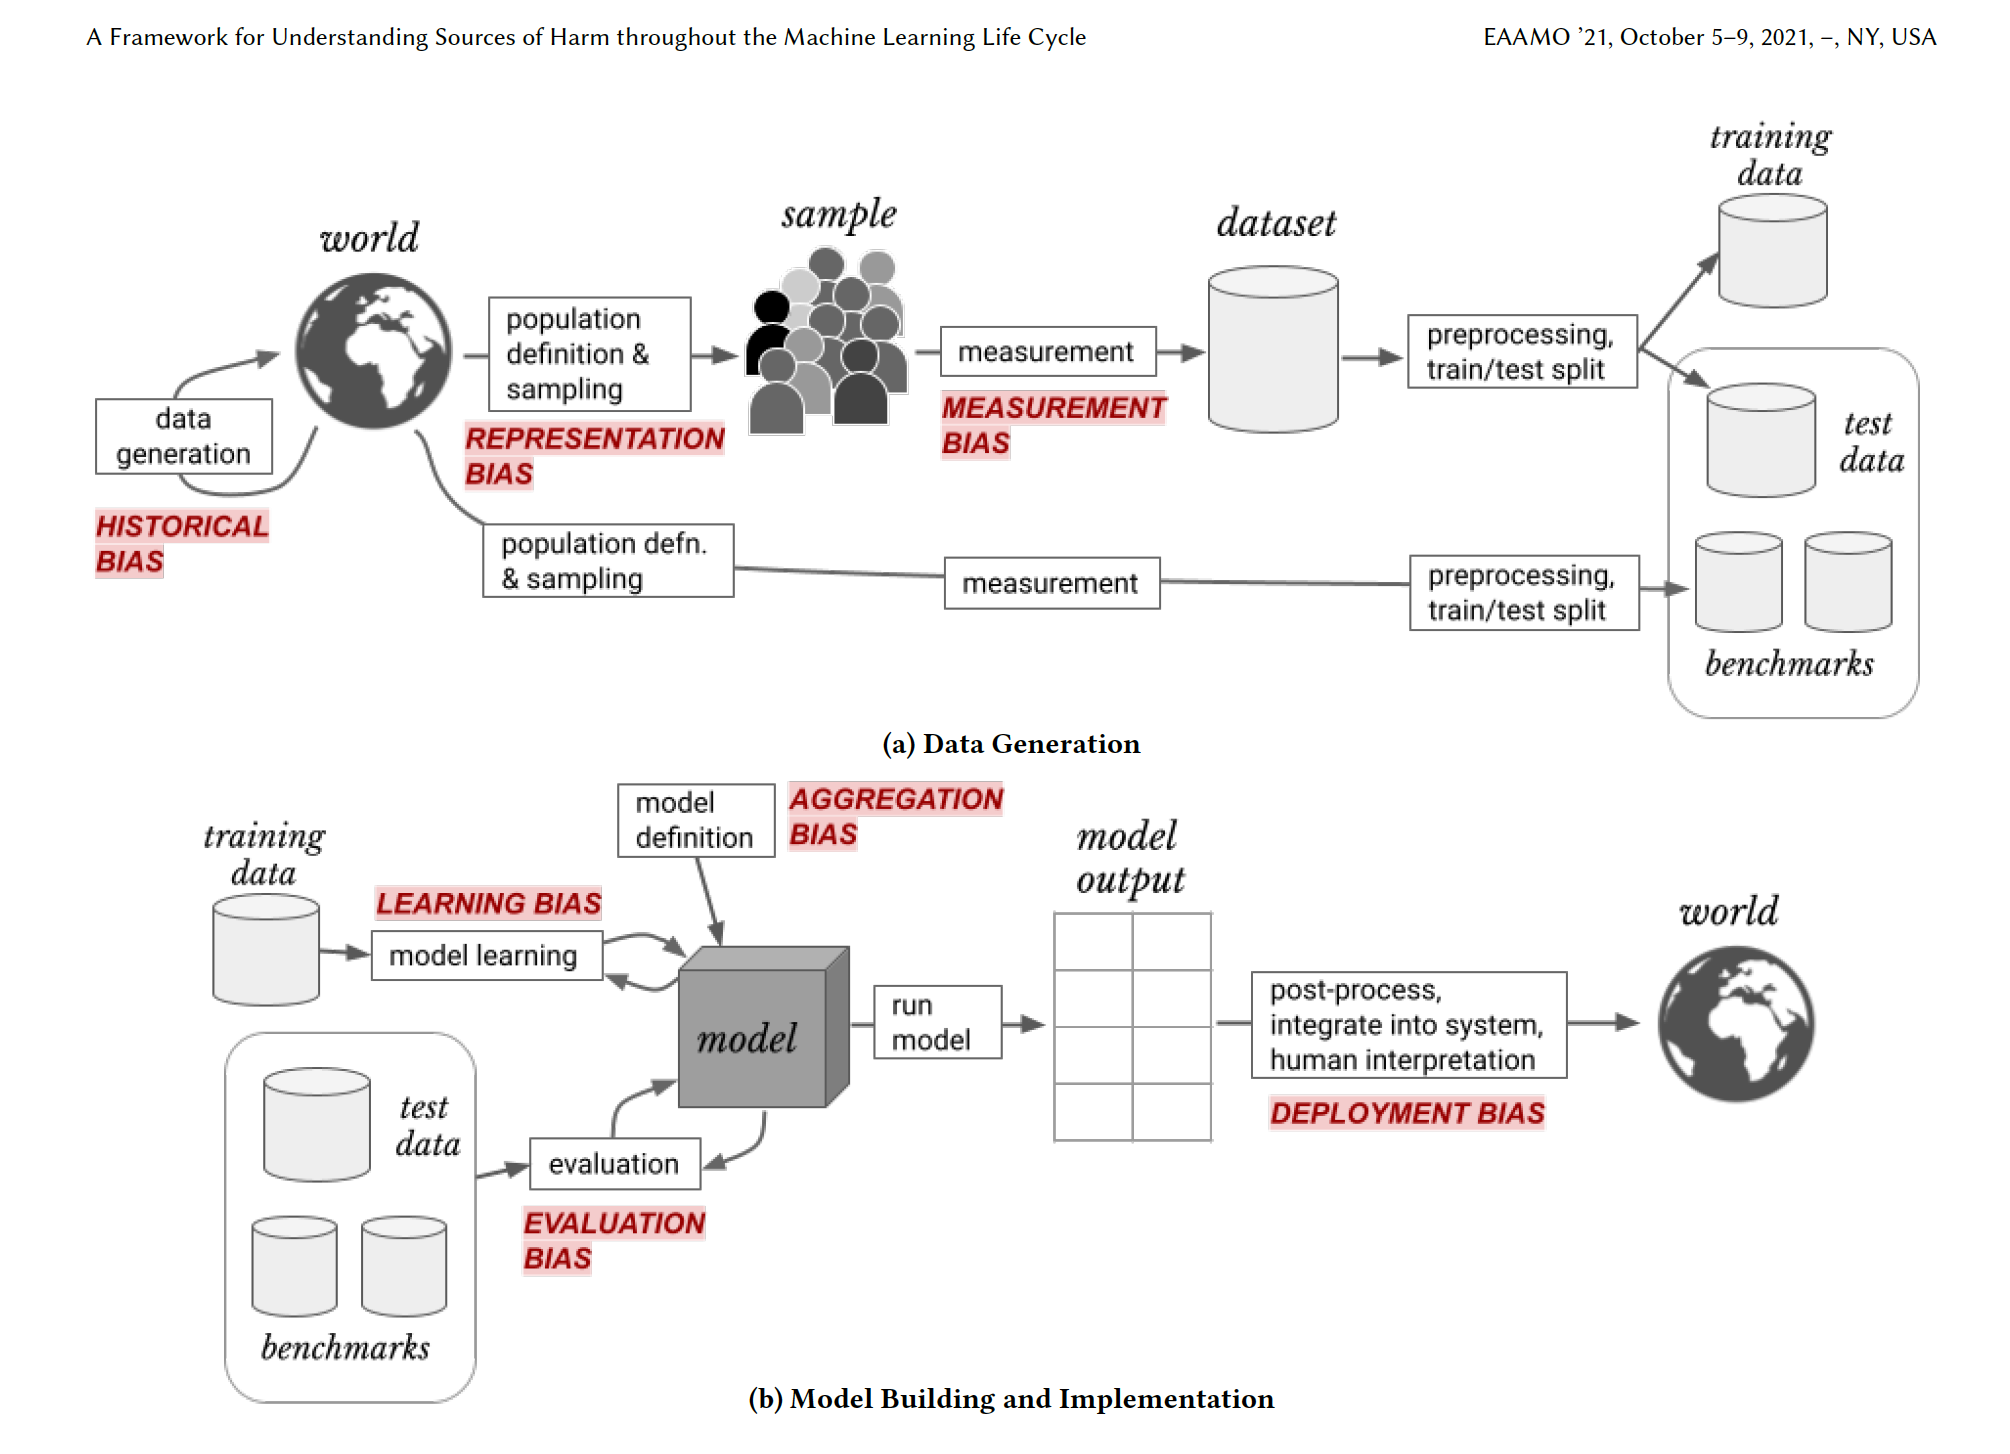 A Framework for Understanding Sources of Harm throughout the Machine Learning Life Cycle
EAAMO ’21, October 5–9, 2021, –, NY, USA
training
data
sample
dataset
world
population
definition &
sampling
measurement
preprocessing,
train/test split
data
generation
REPRESENTATION
BIAS
MEASUREMENT
BIAS
test
data
HISTORICAL
BIAS
population defn.
& sampling
measurement
preprocessing,
train/test split
benchmarks
(a) Data Generation
model
definition
AGGREGATION
BIAS
training
data
LEARNING BIAS
model learning
model
output
world
model
run
model
post-process,
integrate into system,
human interpretation
DEPLOYMENT BIAS
test
data
evaluation
EVALUATION
BIAS
benchmarks
(b) Model Building and Implementation